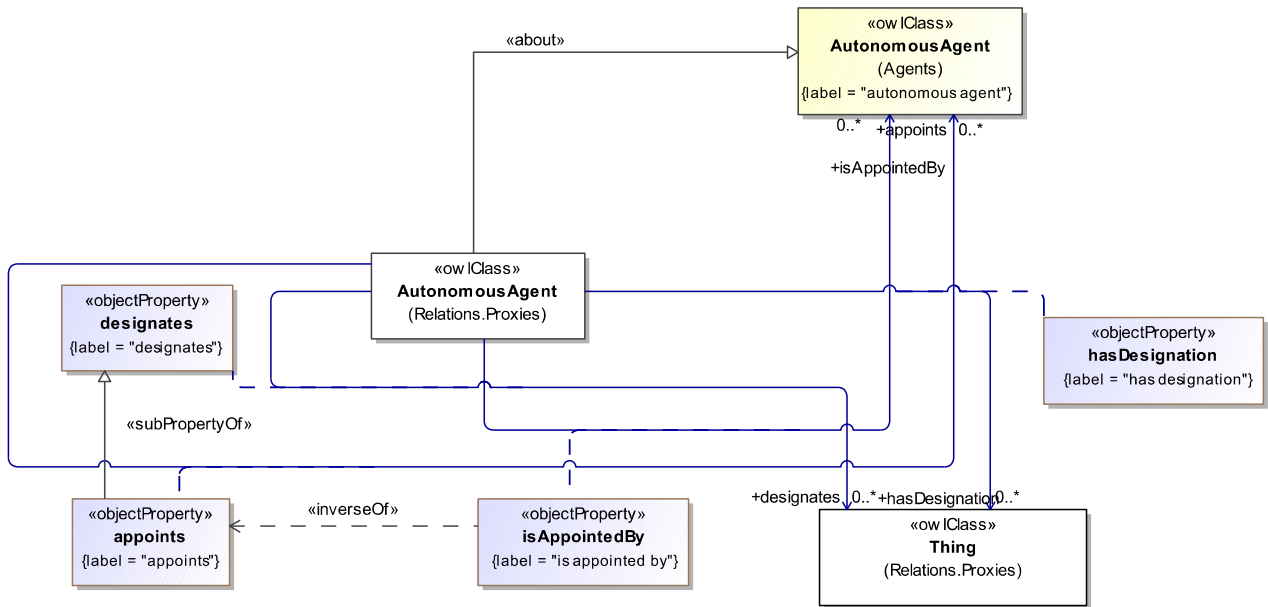 «owlClass»
AutonomousAgent
(Agents)
{label = "autonomous agent"}
«about»
0..*
+appoints
0..*
+isAppointedBy
«owlClass»
AutonomousAgent
(Relations.Proxies)
«objectProperty»
designates
{label = "designates"}
«objectProperty»
hasDesignation
{label = "has designation"}
«subPropertyOf»
+designates
0..*
+hasDesignation
0..*
«objectProperty»
appoints
{label = "appoints"}
«inverseOf»
«objectProperty»
isAppointedBy
{label = "is appointed by"}
«owlClass»
Thing
(Relations.Proxies)